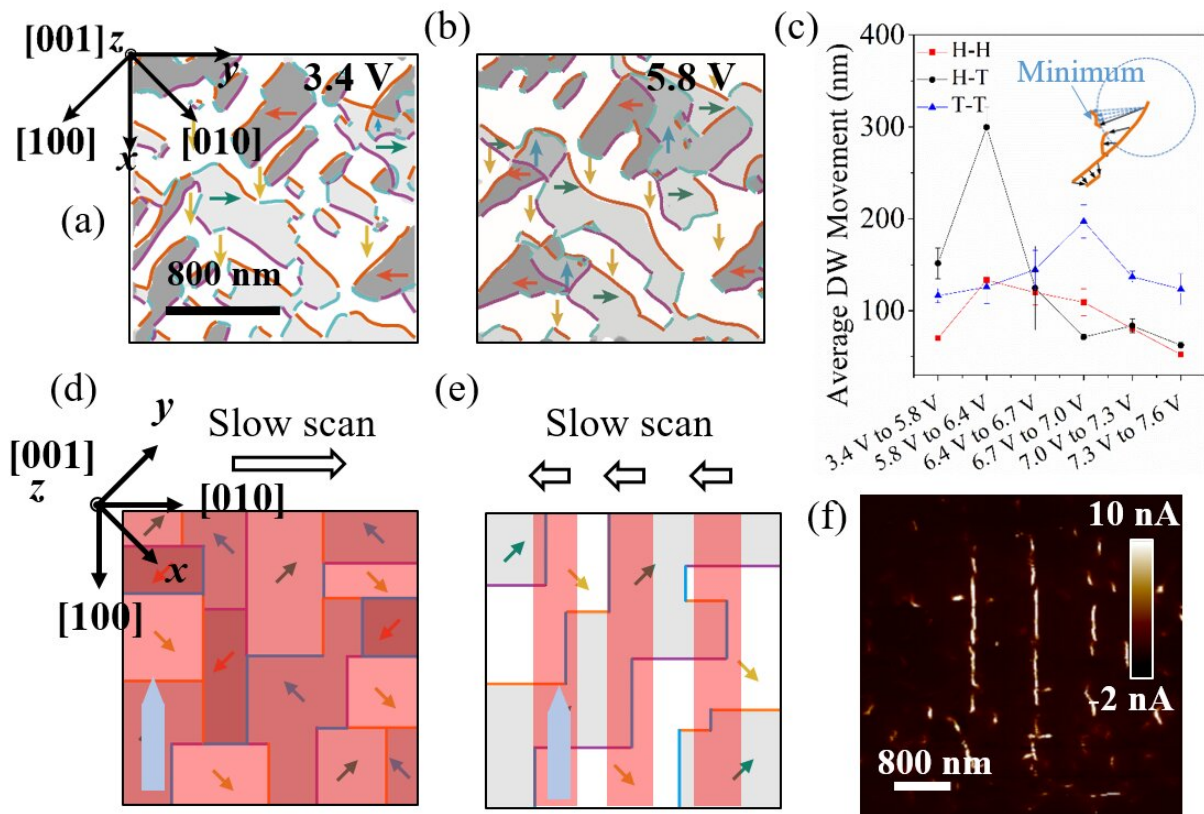 (a)
[001] z
y
3.4 V
[100]
x
[010]
800 nm
(b)
5.8 V
(c)
Average DW Movement (nm)
400
300
200
100
H-H
H-T
T-T
Minimum
3.4 V to 5.8 V
5.8 V to 6.4 V
6.4 V to 6.7 V
6.7 V to 7.0 V
7.0 V to 7.3 V
7.3 V to 7.6 V
(d)
y
Slow scan
[001]
z
[010]
x
[100]
(e)
Slow scan
(f)
10 nA
-2 nA
800 nm